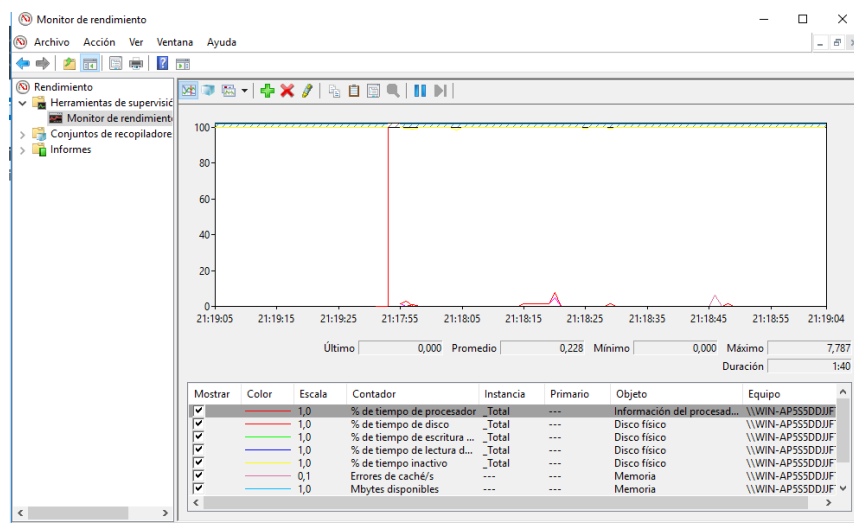 Monitor de rendimiento
Archivo Acción Ver Ventana Ayuda
Rendimiento
Herramientas de supervisió
Monitor de rendimiento
Conjuntos de recopiladore
Informes
100
80
60
40
20
0
21:19:05 21:19:15 21:19:25 21:17:55 21:18:05 21:18:15 21:18:25 21:18:35 21:18:45 21:18:55 21:19:04
Último 0,000 Promedio 0,228 Mínimo 0,000 Máximo 7,787
Duración 1:40
Mostrar Color Escala Contador Instancia Primario Objeto Equipo
1,0 % de tiempo de procesador _Total --- Información del procesad... \\WIN-AP5S5DDJJF
1,0 % de tiempo de disco _Total --- Disco físico \\WIN-AP5S5DDJJF
1,0 % de tiempo de escritura ... _Total --- Disco físico \\WIN-AP5S5DDJJF
1,0 % de tiempo de lectura d... _Total --- Disco físico \\WIN-AP5S5DDJJF
1,0 % de tiempo inactivo _Total --- Disco físico \\WIN-AP5S5DDJJF
0,1 Errores de caché/s --- --- Memoria \\WIN-AP5S5DDJJF
1,0 Mbytes disponibles --- --- Memoria \\WIN-AP5S5DDJJF